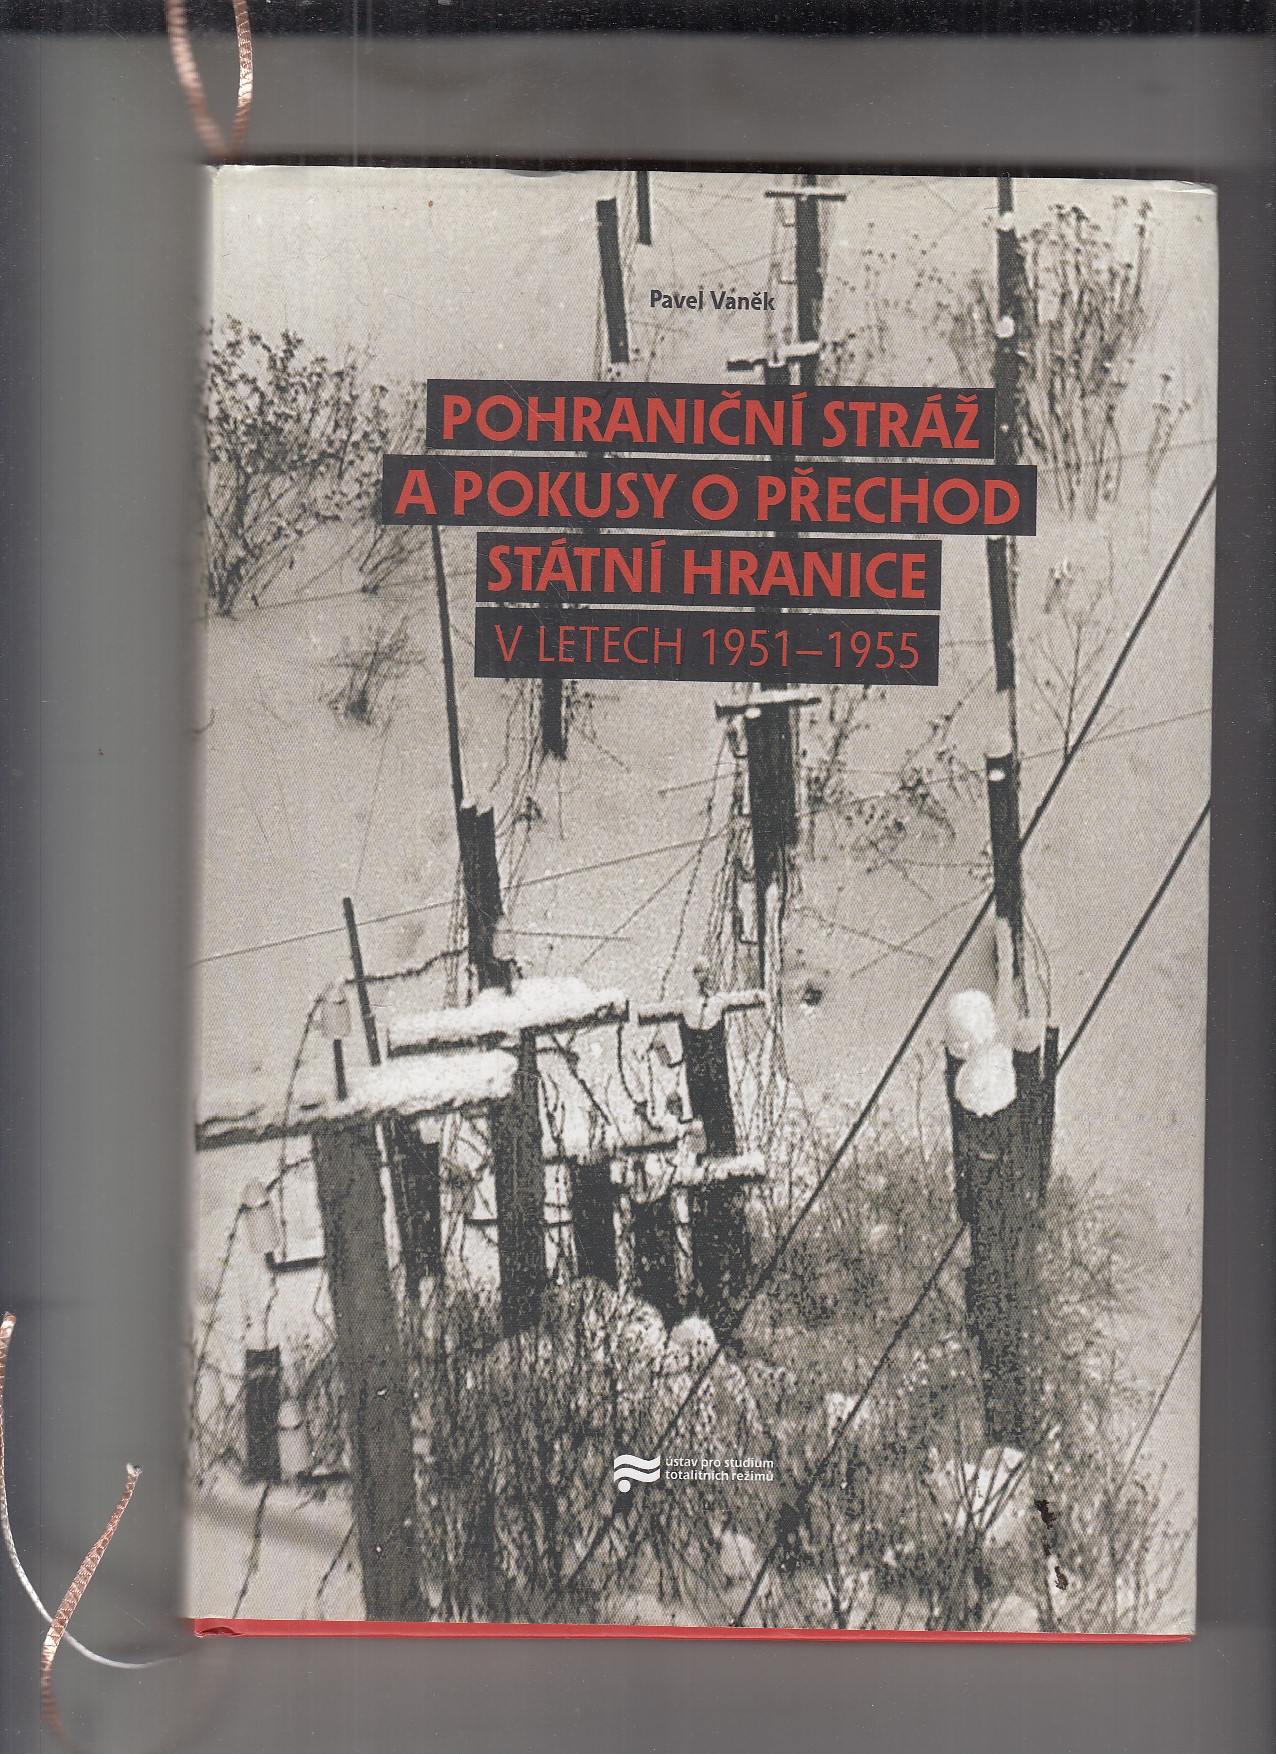 Pavel Vaněk
POHRANIČNÍ STRÁŽ
A POKUSY O PŘECHOD
STÁTNÍ HRANICE
V LETECH 1951–1955
ústav pro studium
totalitních režimů